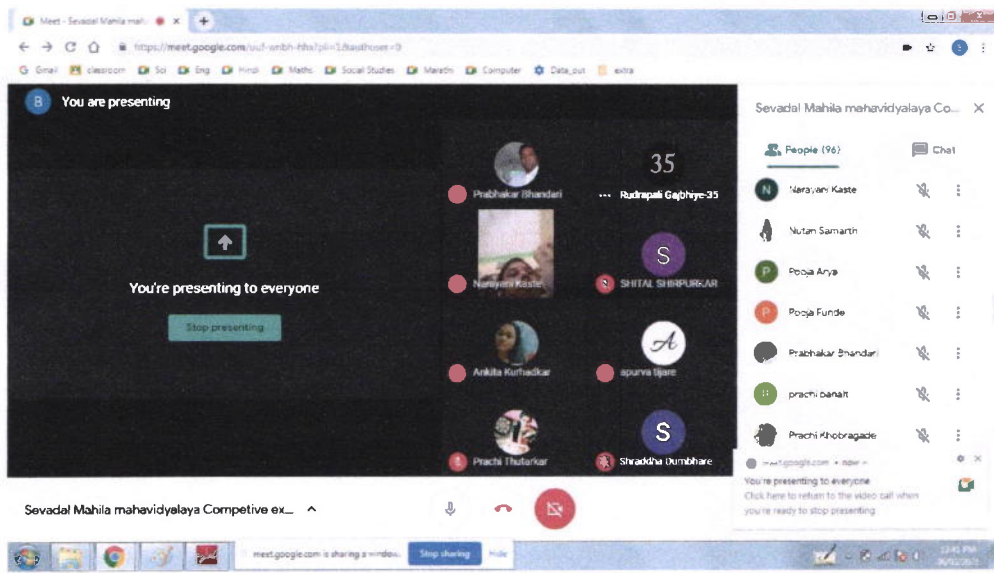 Meet - Sevadal Mahila mah
https://meet.google.com/
G Gmail classroom Sci Eng Hindi Maths Social Studies Marathi Computer Data_out extra
B You are presenting
Sevadal Mahila mahavidyalaya Co...
People (96) Chat
You're presenting to everyone
Stop presenting
Prabhakar Bhandari
35
Rudrapali Gajbhiye-35
Narayani Kaste
S
SHITAL SHIRPURKAR
Ankita Kurhadkar
A
apurva tijare
Prachi Thutarkar
S
Shraddha Dumbhare
N Narayani Kaste
Nutan Samarth
P Pooja Arya
P Pooja Funde
Prabhakar Bhandari
prachi banait
Prachi Khobragade
meet.google.com • now
You're presenting to everyone
Click here to return to the video call when
you're ready to stop presenting
Sevadal Mahila mahavidyalaya Competive ex...
meet.google.com is sharing a window. Stop sharing Hide
12:41 PM